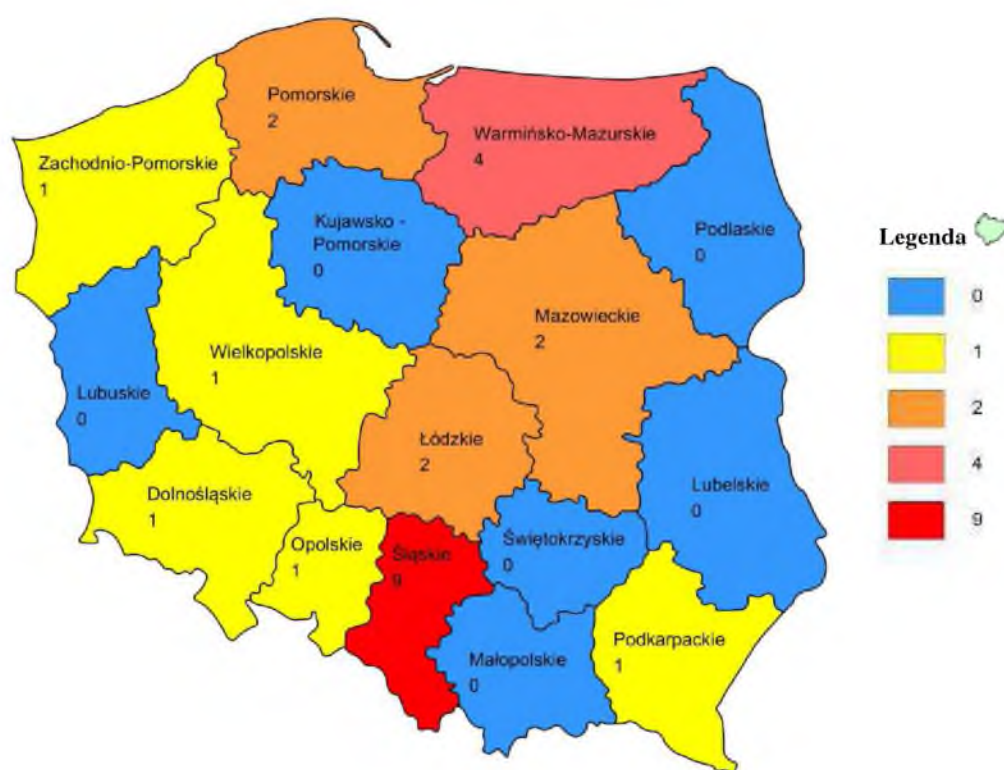 Pomorskie
2
Warmińsko-Mazurskie
4
Zachodnio-Pomorskie
1
Kujawsko -
Pomorskie
0
Podlaskie
0
Mazowieckie
2
Wielkopolskie
1
Lubuskie
0
Łódzkie
2
Lubelskie
0
Dolnośląskie
1
Opolskie
1
Śląskie
9
Świętokrzyskie
0
Małopolskie
0
Podkarpackie
1
Legenda
0
1
2
4
9